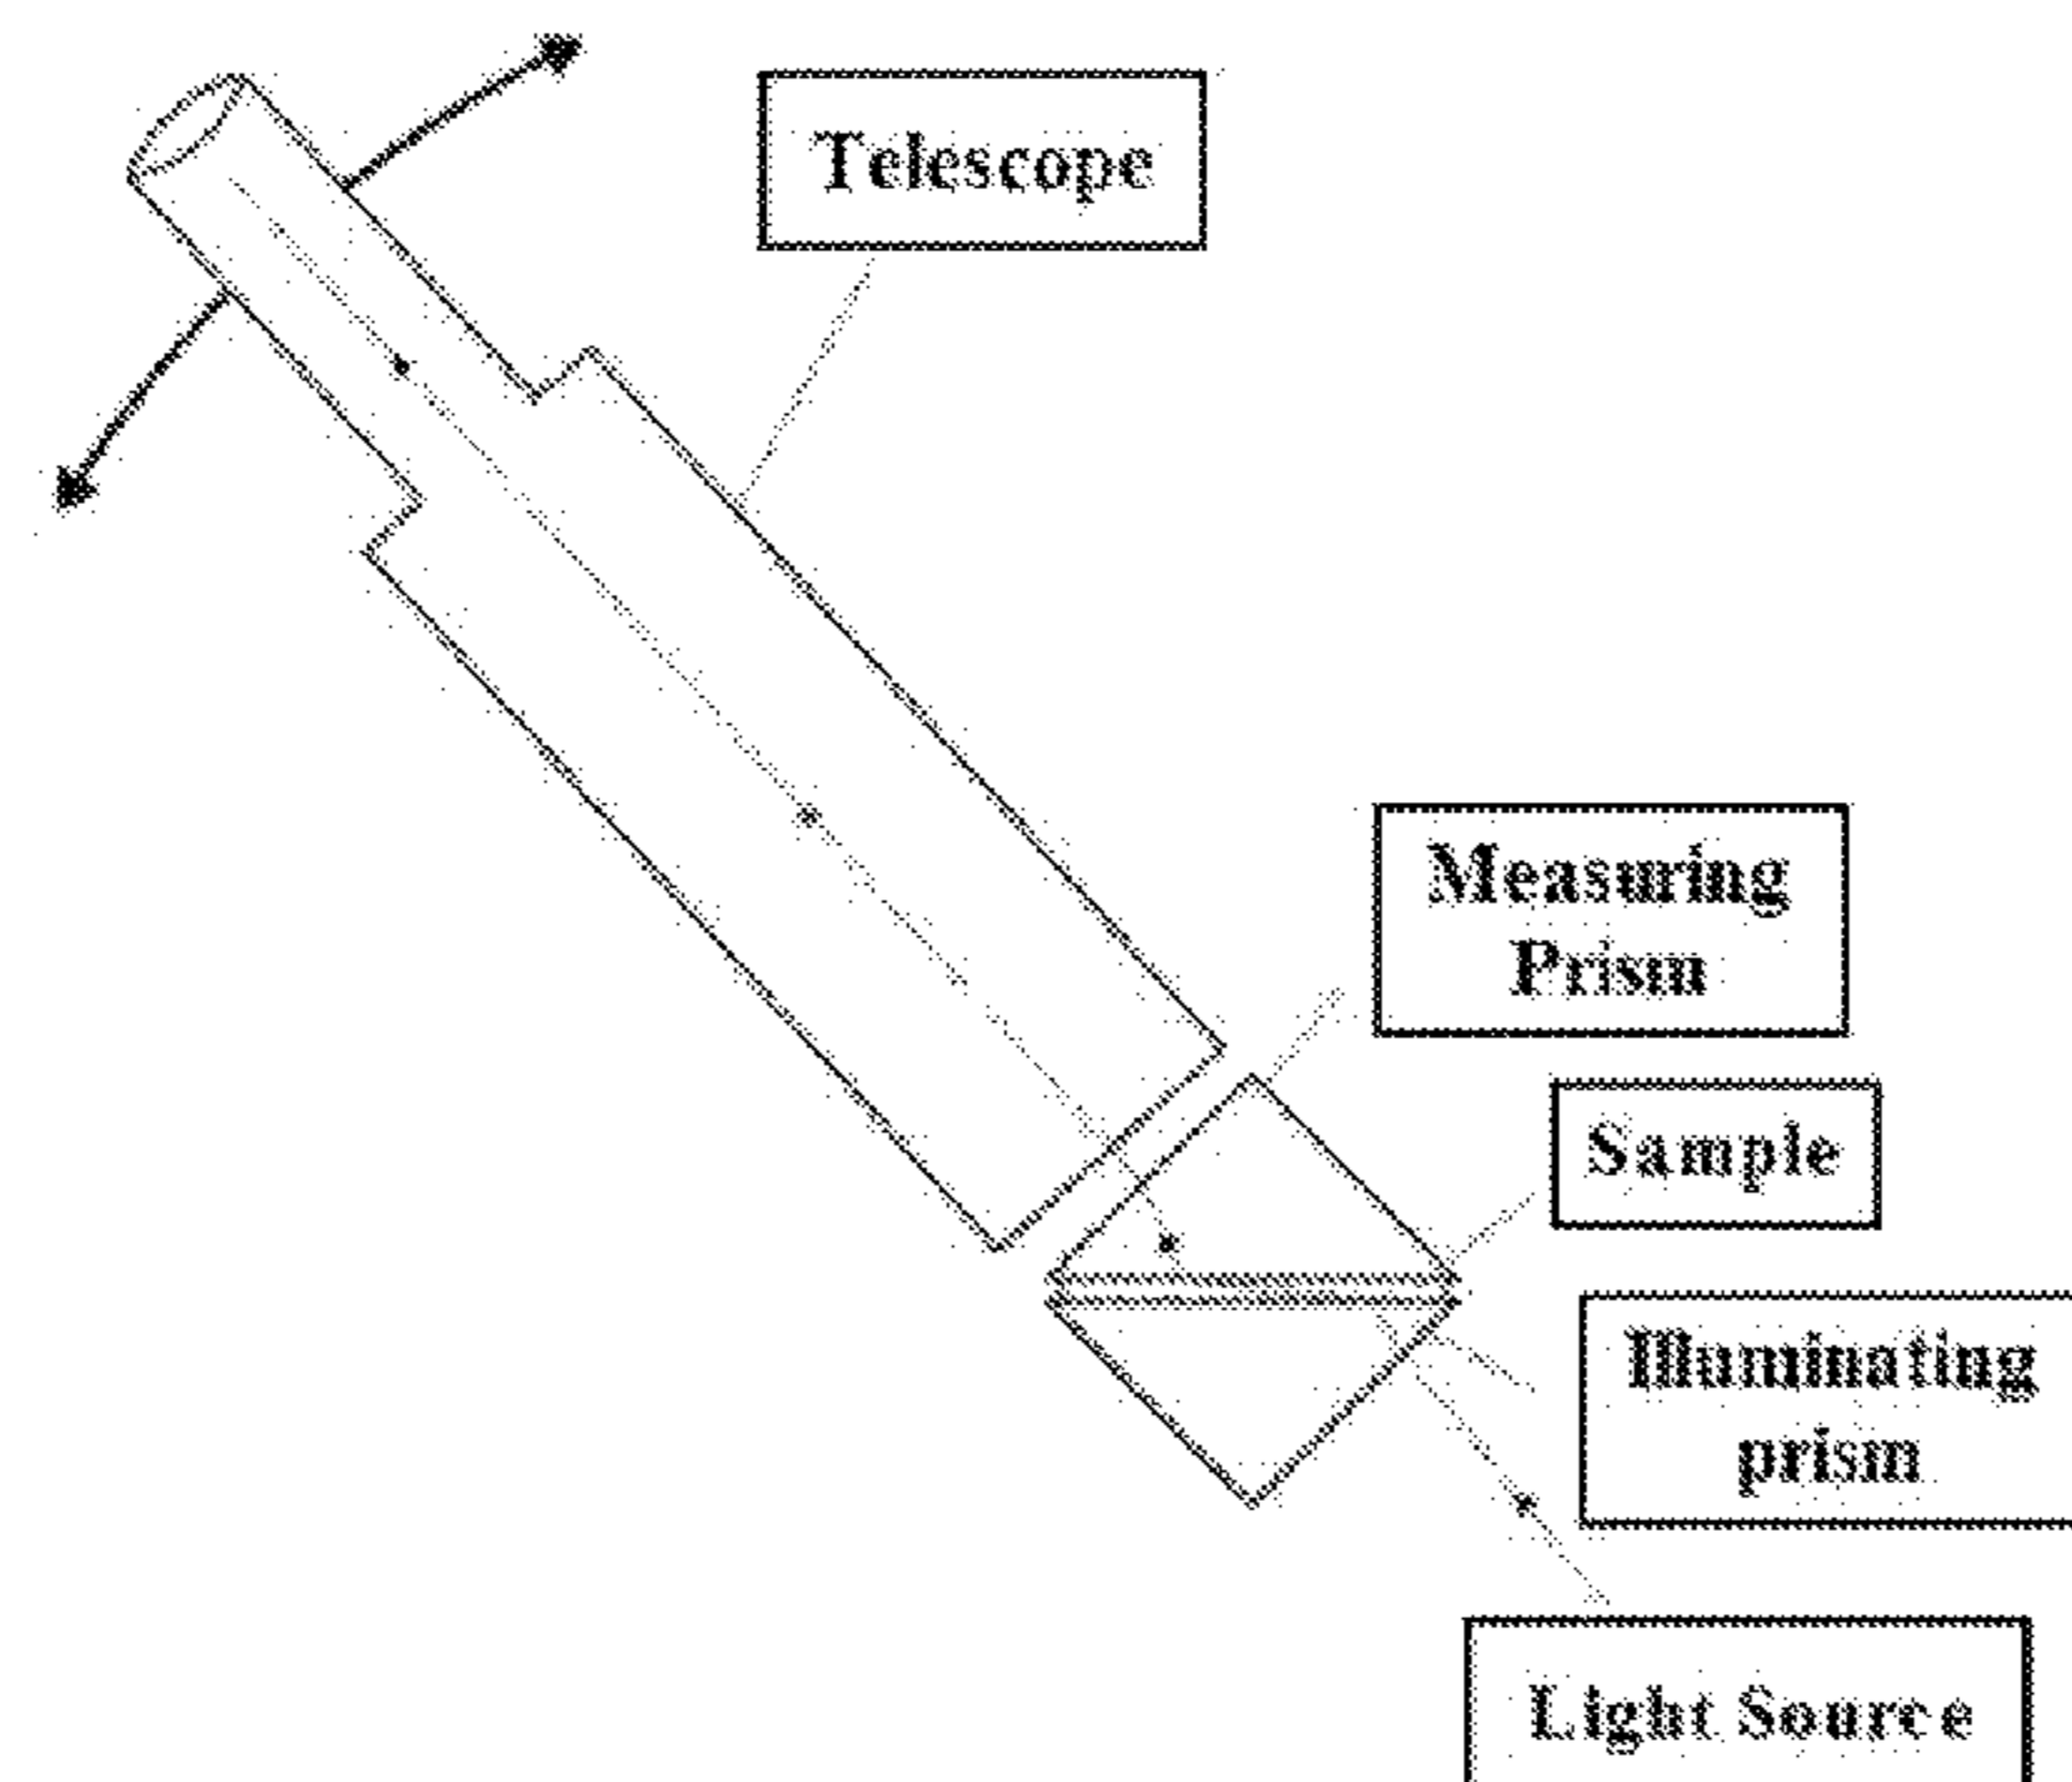 Telescope
Measuring
Prism
Sample
Illuminating
prism
Light Source